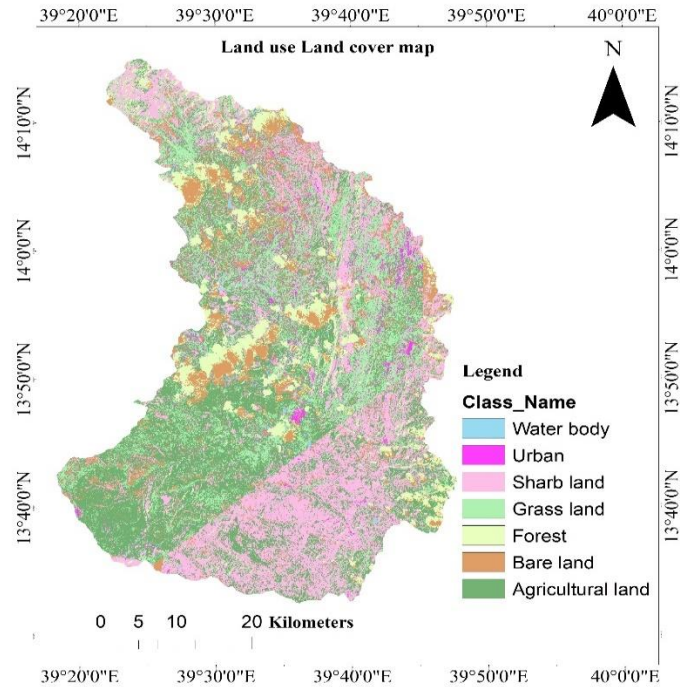 39°20'0"E 39°30'0"E 39°40'0"E 39°50'0"E 40°0'0"E
Land use Land cover map
N
14°10'0"N 14°10'0"N
14°0'0"N 14°0'0"N
13°50'0"N 13°50'0"N
13°40'0"N 13°40'0"N
Legend
Class_Name
Water body
Urban
Sharb land
Grass land
Forest
Bare land
Agricultural land
0 5 10 20 Kilometers
39°20'0"E 39°30'0"E 39°40'0"E 39°50'0"E 40°0'0"E